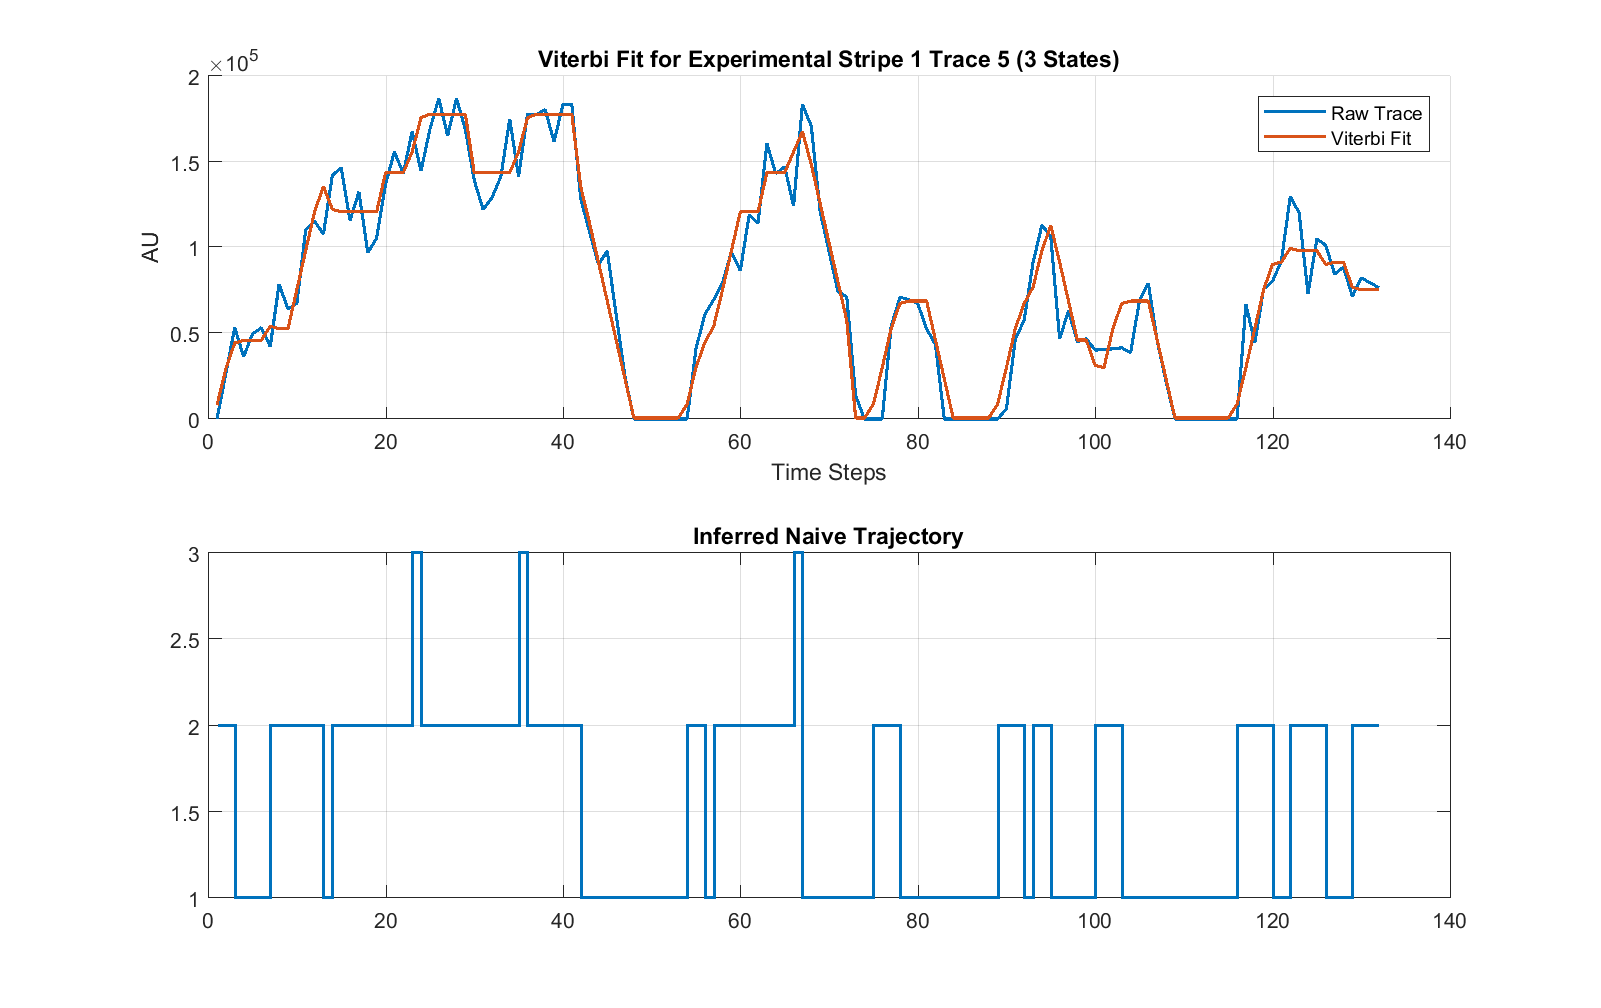 Viterbi Fit for Experimental Stripe 1 Trace 5 (3 States)
×10^5
2
1.5
1
0.5
0
AU
0 20 40 60 80 100 120 140
Time Steps
Raw Trace
Viterbi Fit
Inferred Naive Trajectory
3
2.5
2
1.5
1
0 20 40 60 80 100 120 140